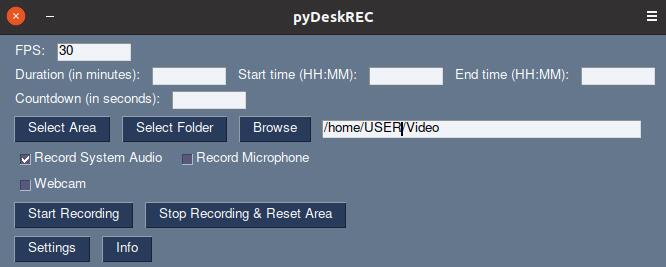 pyDeskREC
FPS: 30
Duration (in minutes): Start time (HH:MM): End time (HH:MM):
Countdown (in seconds):
Select Area Select Folder Browse /home/USER/Video
Record System Audio Record Microphone
Webcam
Start Recording Stop Recording & Reset Area
Settings Info